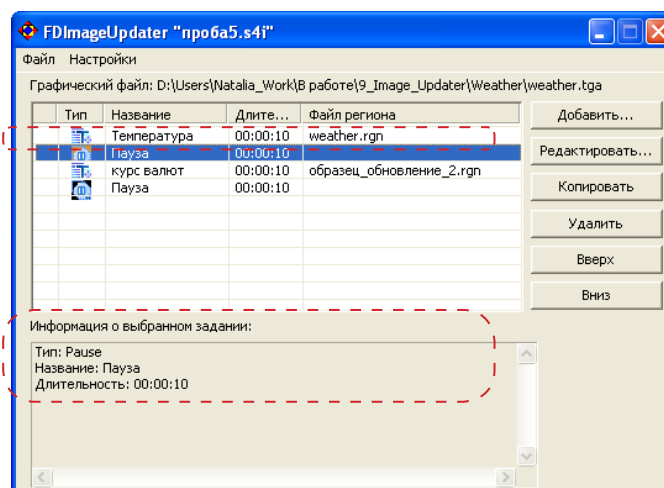 FDImageUpdater "проба5.s4i"
Файл Настройки
Графический файл: D:\Users\Natalia_Work\В работе\9_Image_Updater\Weather\weather.tga
Тип Название Длите... Файл региона
Температура 00:00:10 weather.rgn
Пауза 00:00:10
курс валют 00:00:10 образец_обновление_2.rgn
Пауза 00:00:10
Добавить...
Редактировать...
Копировать
Удалить
Вверх
Вниз
Информация о выбранном задании:
Тип: Pause
Название: Пауза
Длительность: 00:00:10